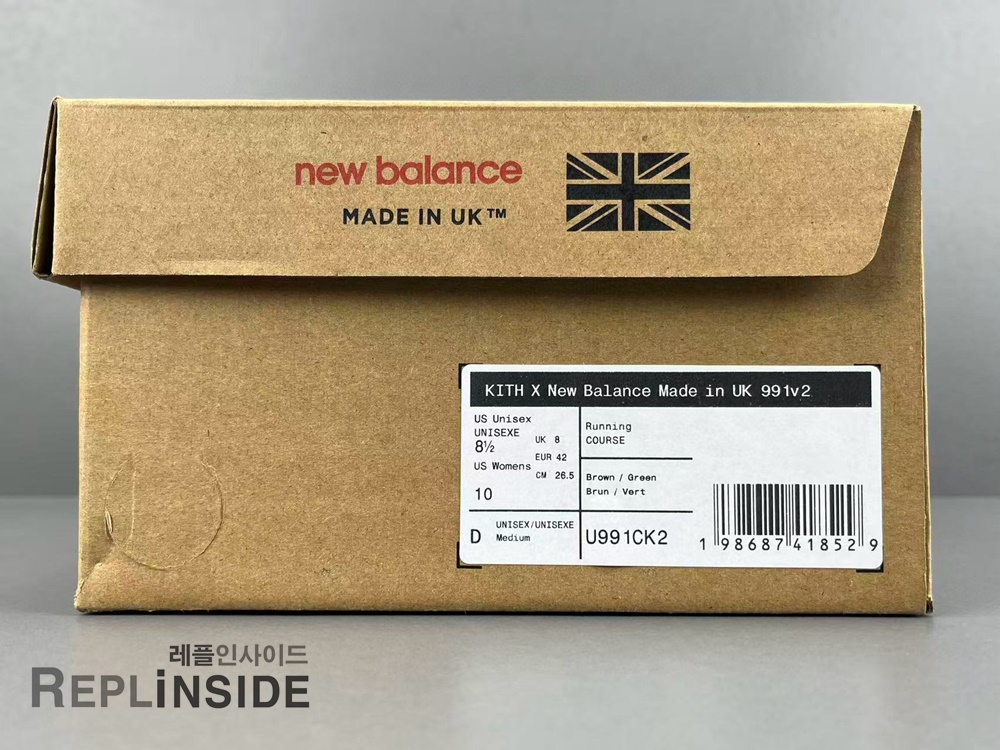 new balance
MADE IN UK™
KITH X New Balance Made in UK 991v2
US Unisex
UNISEXE
8½
UK 8
EUR 42
US Womens
CM 26.5
10
Running
COURSE
Brown / Green
Brun / Vert
D
UNISEX/UNISEXE
Medium
U991CK2
1 98687 41852 9
레플인사이드
REPLiNSIDE